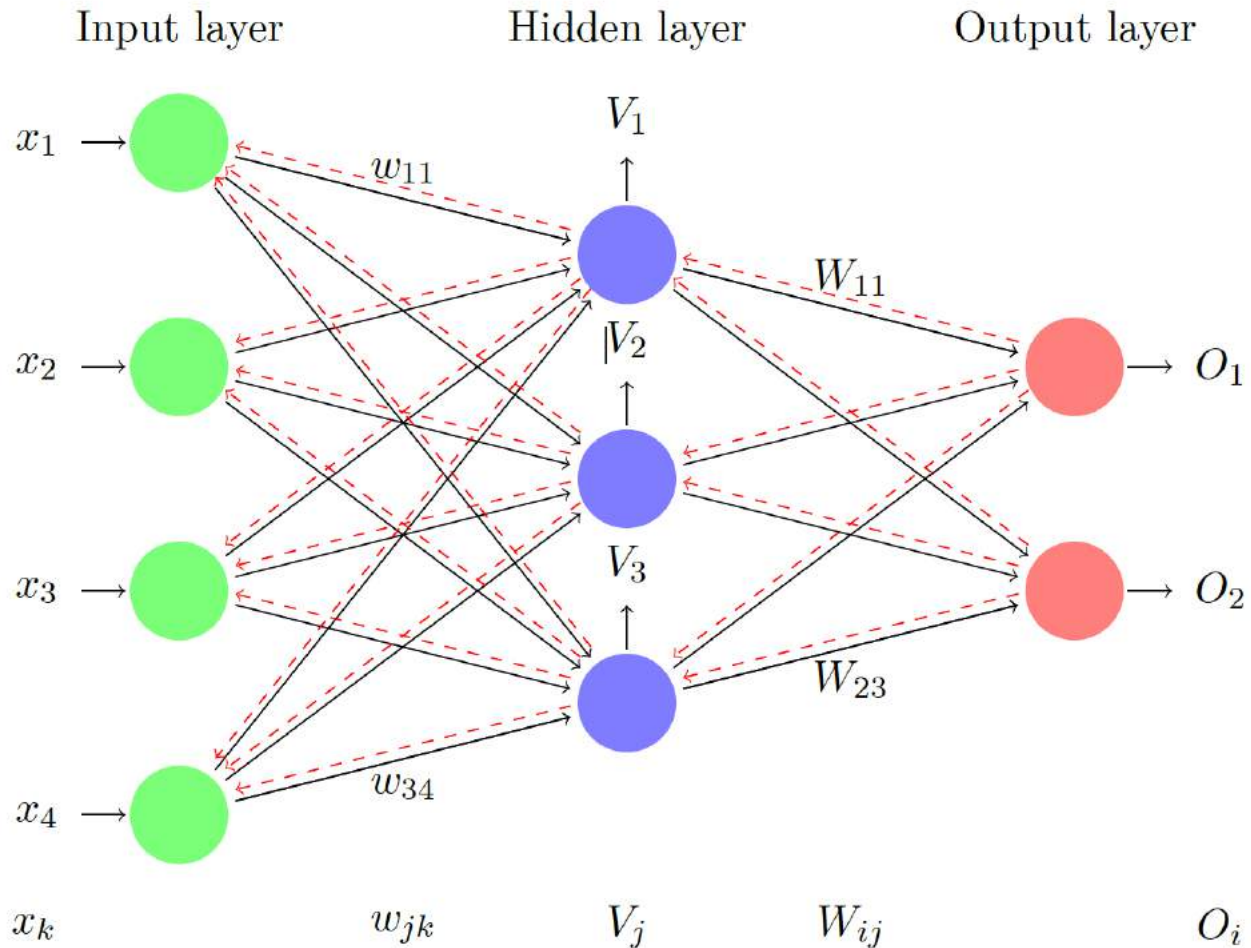 Input layer Hidden layer Output layer
V₁
x₁
w₁₁
W₁₁
|V₂
x₂ O₁
V₃
x₃ O₂
W₂₃
w₃₄
x₄
xₖ wⱼₖ Vⱼ Wᵢⱼ Oᵢ